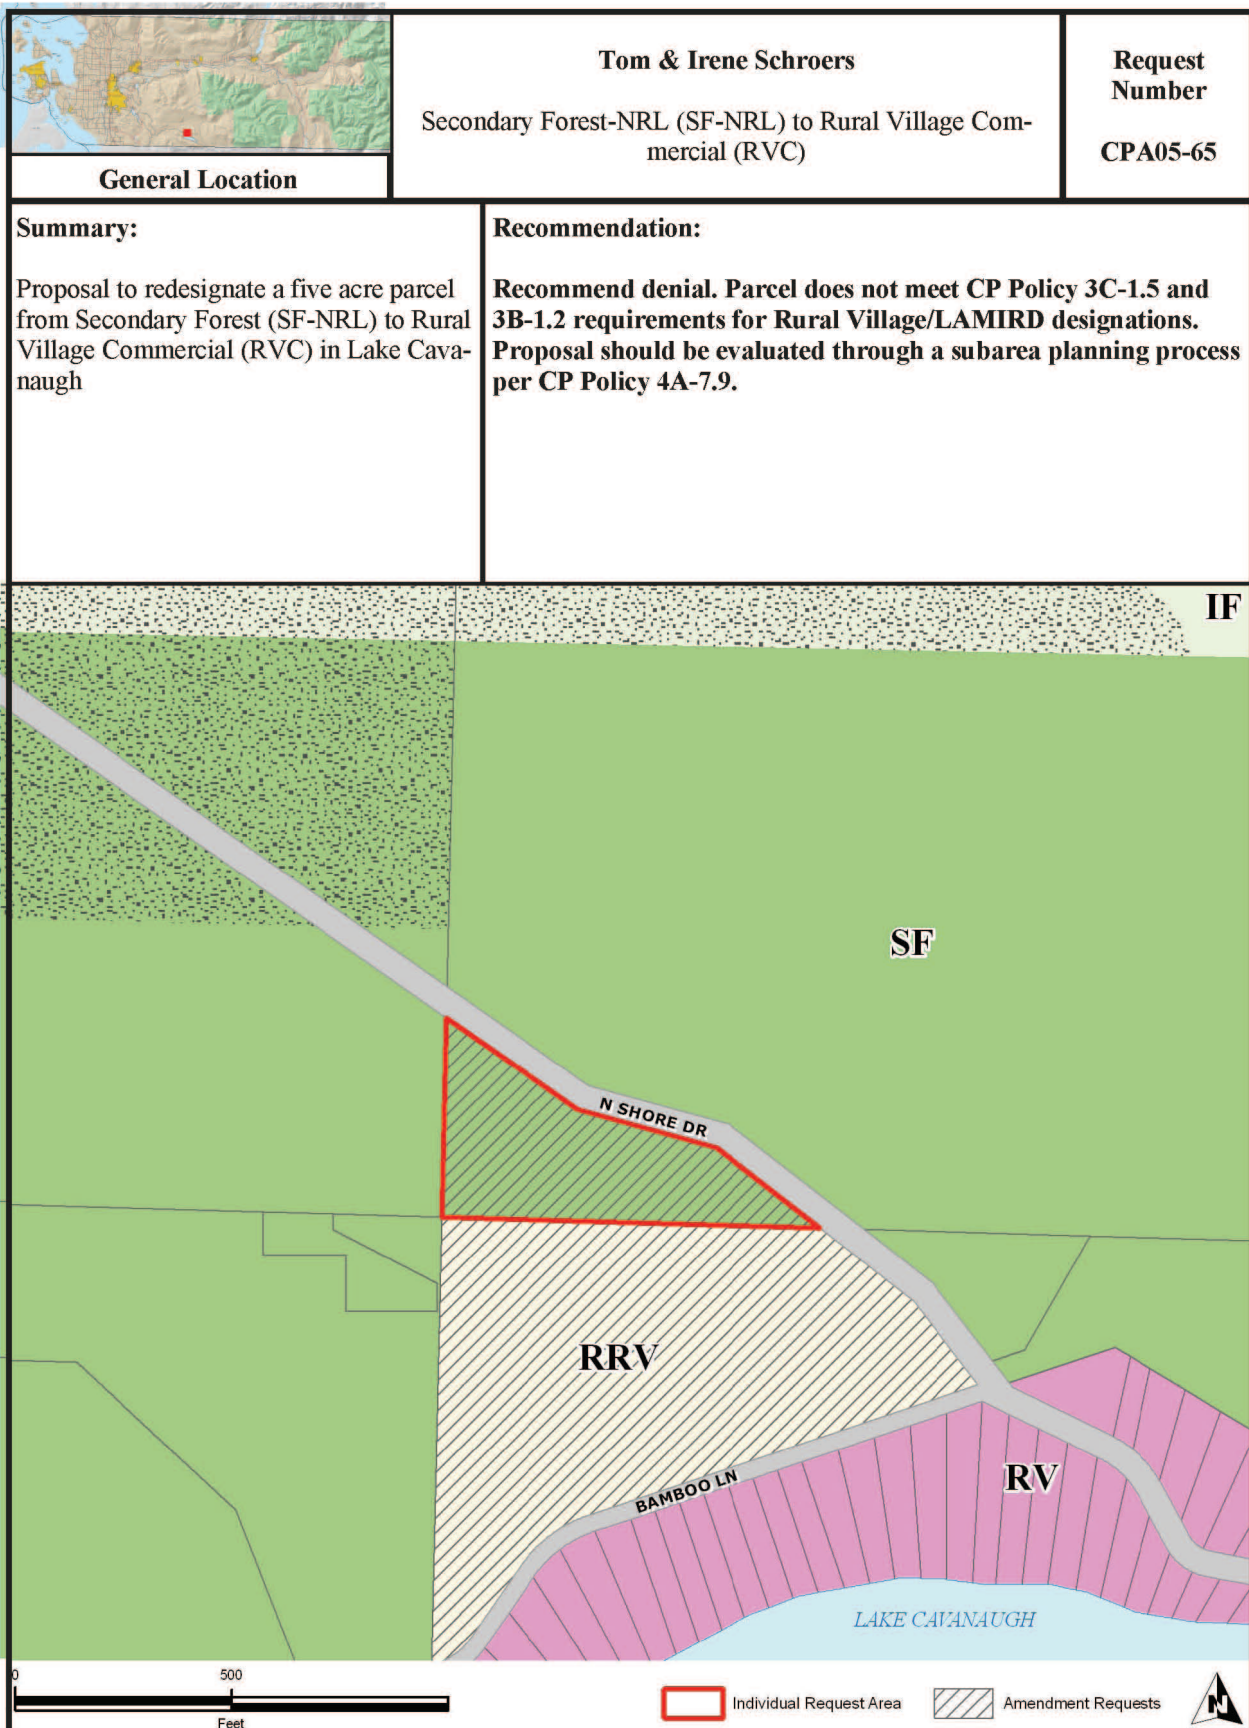 Tom & Irene Schroers
Secondary Forest-NRL (SF-NRL) to Rural Village Com-
mercial (RVC)
Request
Number
CPA05-65
General Location
Summary:
Proposal to redesignate a five acre parcel
from Secondary Forest (SF-NRL) to Rural
Village Commercial (RVC) in Lake Cava-
naugh
Recommendation:
Recommend denial. Parcel does not meet CP Policy 3C-1.5 and
3B-1.2 requirements for Rural Village/LAMIRD designations.
Proposal should be evaluated through a subarea planning process
per CP Policy 4A-7.9.
IF
SF
N SHORE DR
RRV
RV
BAMBOO LN
LAKE CAVANAUGH
0 500
Feet
Individual Request Area
Amendment Requests
N